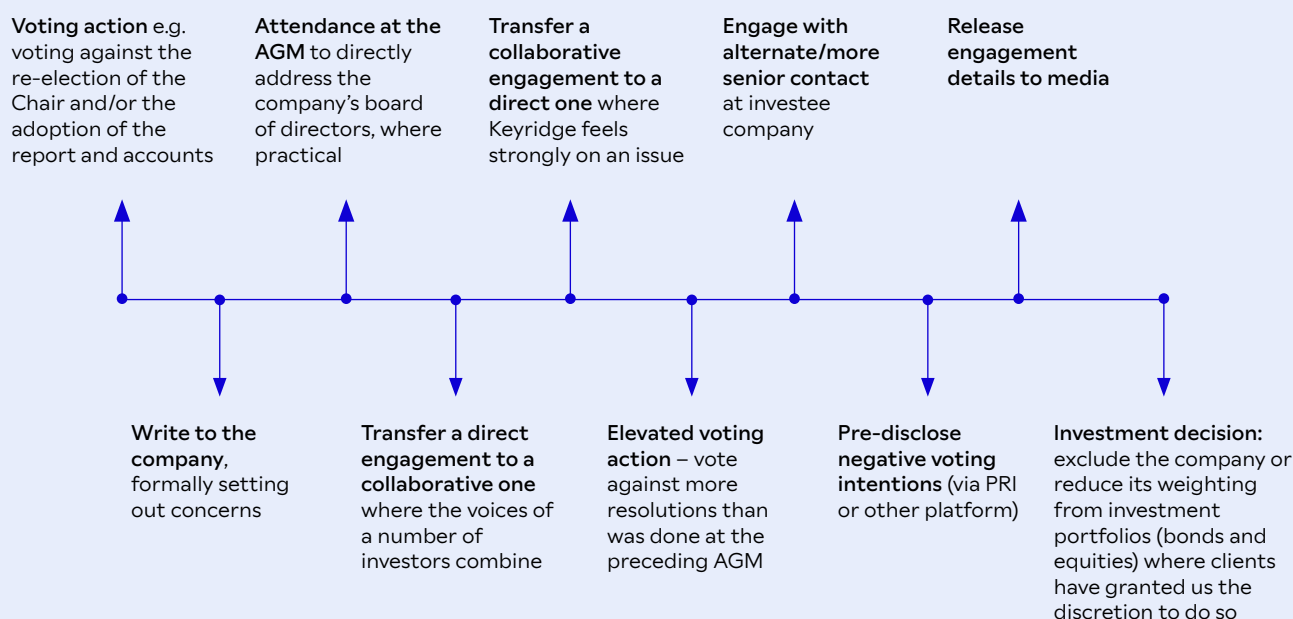 Voting action e.g.
voting against the
re-election of the
Chair and/or the
adoption of the
report and accounts
Attendance at the
AGM to directly
address the
company’s board
of directors, where
practical
Transfer a
collaborative
engagement to a
direct one where
Keyridge feels
strongly on an issue
Engage with
alternate/more
senior contact
at investee
company
Release
engagement
details to media
Write to the
company,
formally setting
out concerns
Transfer a direct
engagement to a
collaborative one
where the voices of
a number of
investors combine
Elevated voting
action – vote
against more
resolutions than
was done at the
preceding AGM
Pre-disclose
negative voting
intentions (via PRI
or other platform)
Investment decision:
exclude the company or
reduce its weighting
from investment
portfolios (bonds and
equities) where clients
have granted us the
discretion to do so